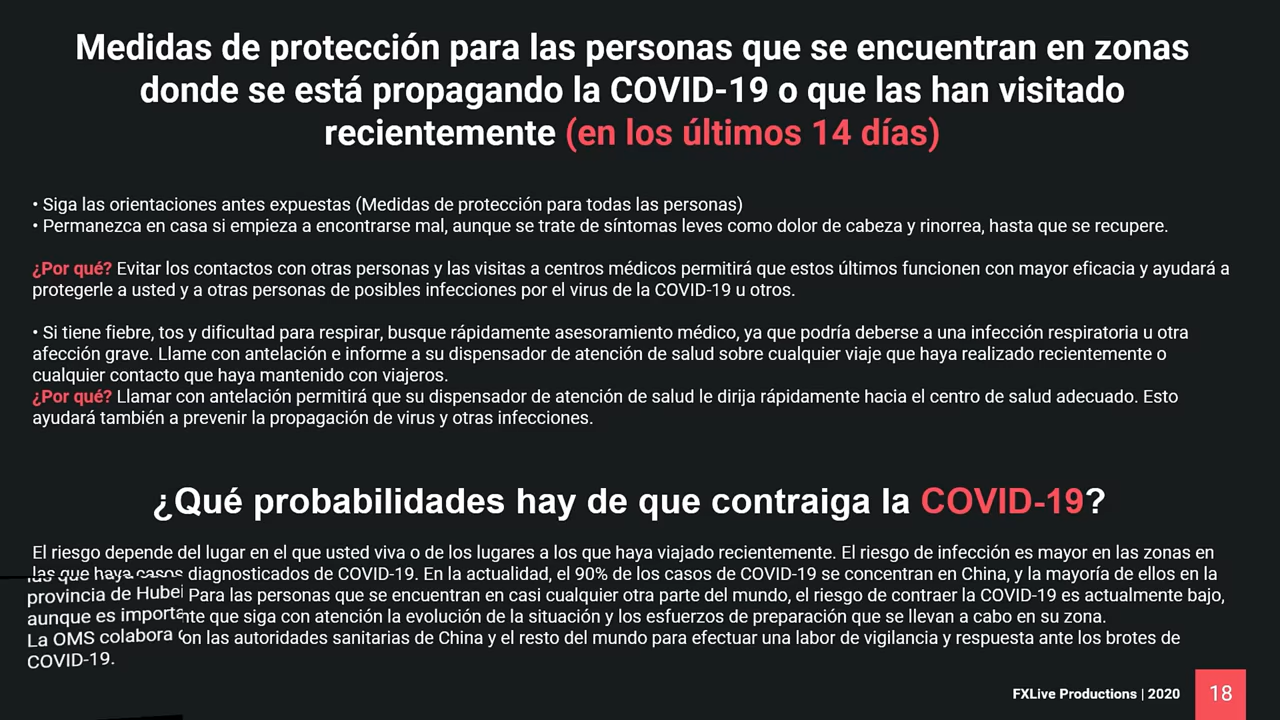 Medidas de protección para las personas que se encuentran en zonas
donde se está propagando la COVID-19 o que las han visitado
recientemente (en los últimos 14 días)
• Siga las orientaciones antes expuestas (Medidas de protección para todas las personas)
• Permanezca en casa si empieza a encontrarse mal, aunque se trate de síntomas leves como dolor de cabeza y rinorrea, hasta que se recupere.
¿Por qué? Evitar los contactos con otras personas y las visitas a centros médicos permitirá que estos últimos funcionen con mayor eficacia y ayudará a
protegerle a usted y a otras personas de posibles infecciones por el virus de la COVID-19 u otros.
• Si tiene fiebre, tos y dificultad para respirar, busque rápidamente asesoramiento médico, ya que podría deberse a una infección respiratoria u otra
afección grave. Llame con antelación e informe a su dispensador de atención de salud sobre cualquier viaje que haya realizado recientemente o
cualquier contacto que haya mantenido con viajeros.
¿Por qué? Llamar con antelación permitirá que su dispensador de atención de salud le dirija rápidamente hacia el centro de salud adecuado. Esto
ayudará también a prevenir la propagación de virus y otras infecciones.
¿Qué probabilidades hay de que contraiga la COVID-19?
El riesgo depende del lugar en el que usted viva o de los lugares a los que haya viajado recientemente. El riesgo de infección es mayor en las zonas en
las que haya casos diagnosticados de COVID-19. En la actualidad, el 90% de los casos de COVID-19 se concentran en China, y la mayoría de ellos en la
provincia de Hubei Para las personas que se encuentran en casi cualquier otra parte del mundo, el riesgo de contraer la COVID-19 es actualmente bajo,
aunque es importante que siga con atención la evolución de la situación y los esfuerzos de preparación que se llevan a cabo en su zona.
La OMS colabora con las autoridades sanitarias de China y el resto del mundo para efectuar una labor de vigilancia y respuesta ante los brotes de
COVID-19.
FXLive Productions | 2020
18